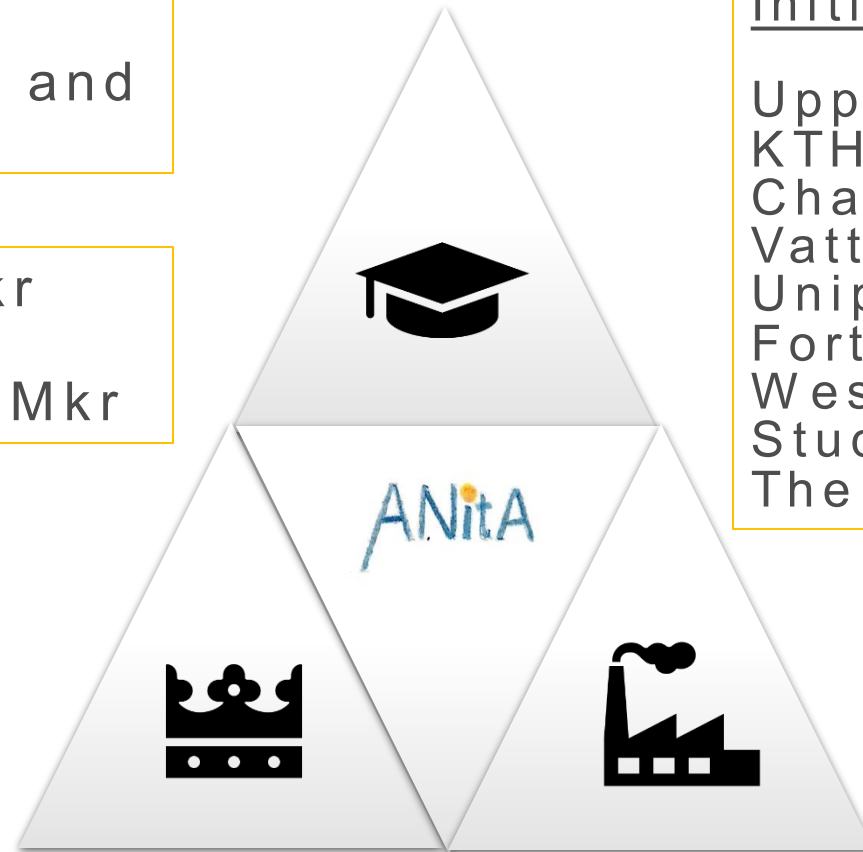 and
kr
Mkr
Upp
KTH
Cha
Vatt
Unip
Fort
Wes
Stud
The
ANitA